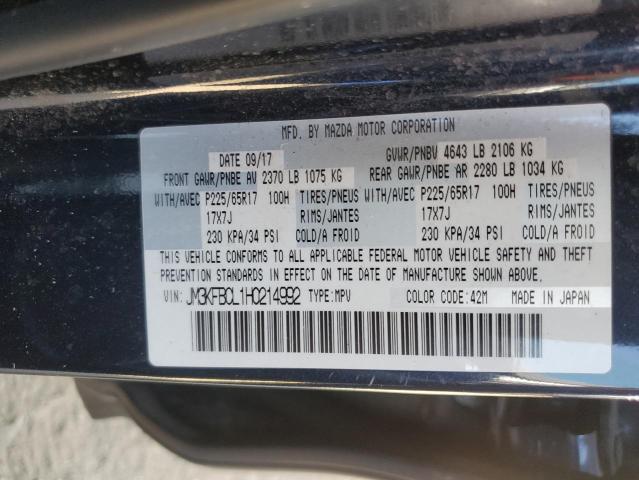 MFD. BY MAZDA MOTOR CORPORATION
DATE 09/17 GVWR/PNBV 4643 LB 2106 KG
FRONT GAWR/PNBE AV 2370 LB 1075 KG REAR GAWR/PNBE AR 2280 LB 1034 KG
WITH/AVEC P225/65R17 100H TIRES/PNEUS WITH/AVEC P225/65R17 100H TIRES/PNEUS
17X7J RIMS/JANTES 17X7J RIMS/JANTES
230 KPA/34 PSI COLD/A FROID 230 KPA/34 PSI COLD/A FROID
THIS VEHICLE CONFORMS TO ALL APPLICABLE FEDERAL MOTOR VEHICLE SAFETY AND THEFT
PREVENTION STANDARDS IN EFFECT ON THE DATE OF MANUFACTURE SHOWN ABOVE.
VIN: JM3KFBCL1H0214992 TYPE:MPV COLOR CODE:42M MADE IN JAPAN